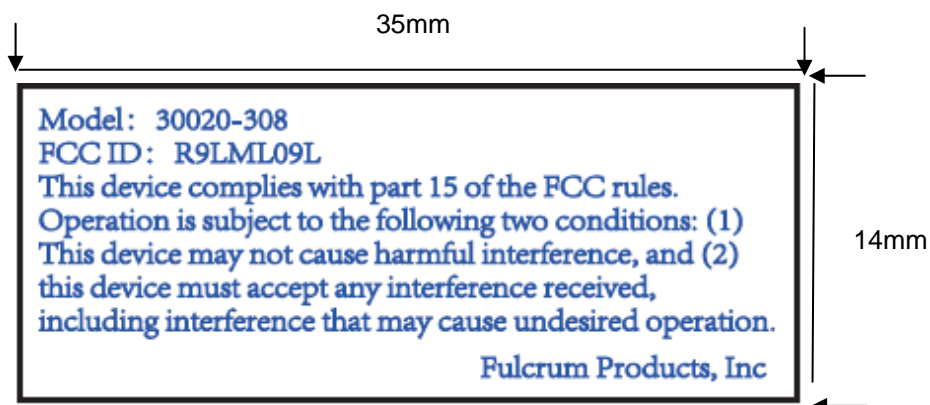 35mm
Model: 30020-308
FCC ID: R9LML09L
This device complies with part 15 of the FCC rules.
Operation is subject to the following two conditions: (1)
This device may not cause harmful interference, and (2)
this device must accept any interference received,
including interference that may cause undesired operation.
Fulcrum Products, Inc
14mm